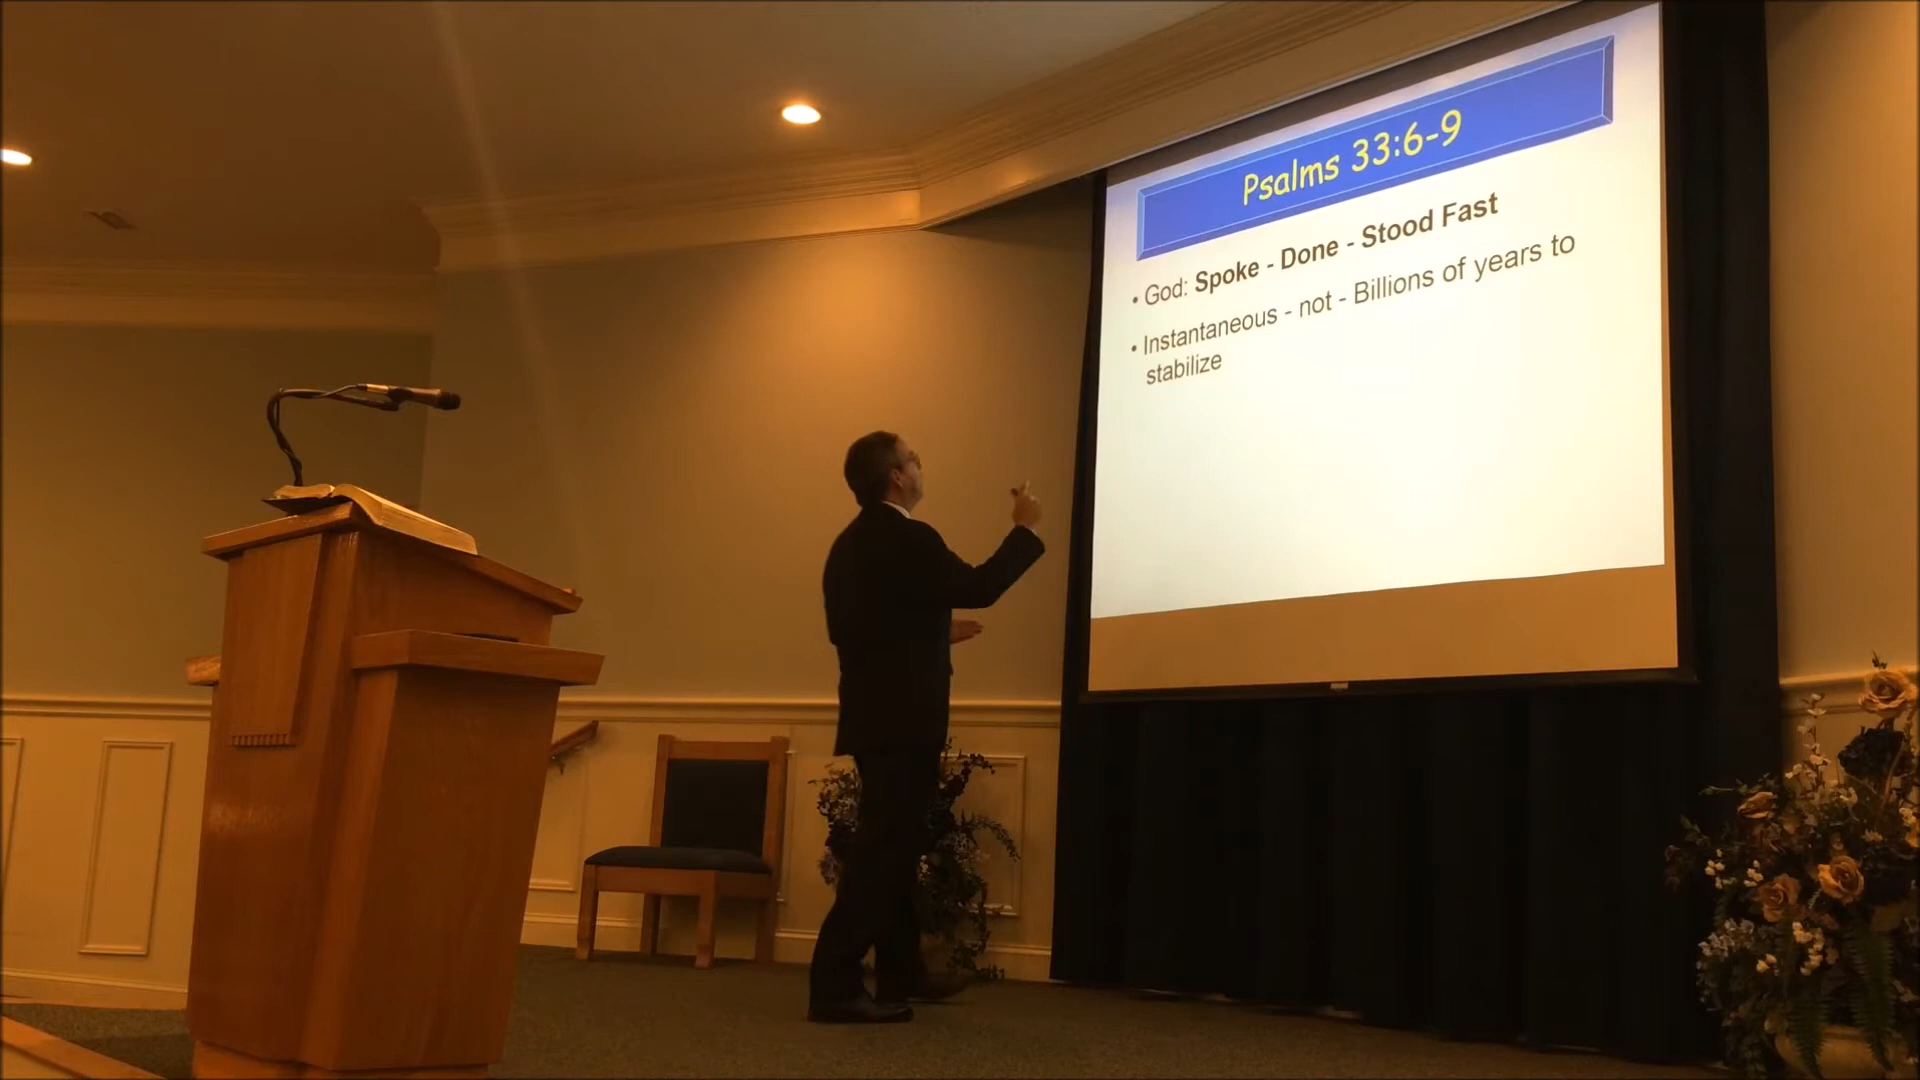 Psalms 33:6-9
• God: Spoke - Done - Stood Fast
• Instantaneous - not - Billions of years to
stabilize